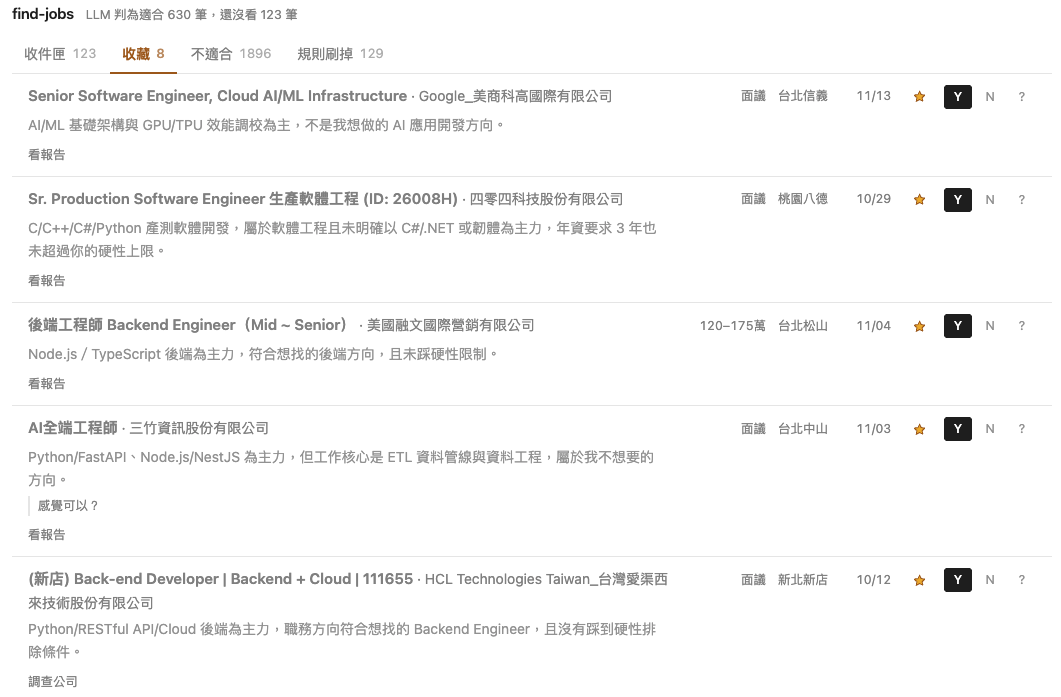 find-jobs LLM 判為適合 630 筆，還沒看 123 筆
收件匣 123 收藏 8 不適合 1896 規則刷掉 129
Senior Software Engineer, Cloud AI/ML Infrastructure · Google_美商科高國際有限公司 面議 台北信義 11/13 ★ Y N ?
AI/ML 基礎架構與 GPU/TPU 效能調校為主，不是我想做的 AI 應用開發方向。
看報告
Sr. Production Software Engineer 生產軟體工程 (ID: 26008H) · 四零四科技股份有限公司 面議 桃園八德 10/29 ★ Y N ?
C/C++/C#/Python 產測軟體開發，屬於軟體工程且未明確以 C#/.NET 或韌體為主力，年資要求 3 年也
未超過你的硬性上限。
看報告
後端工程師 Backend Engineer（Mid ~ Senior） · 美國融文國際營銷有限公司 120–175萬 台北松山 11/04 ★ Y N ?
Node.js / TypeScript 後端為主力，符合想找的後端方向，且未踩硬性限制。
看報告
AI全端工程師 · 三竹資訊股份有限公司 面議 台北中山 11/03 ★ Y N ?
Python/FastAPI、Node.js/NestJS 為主力，但工作核心是 ETL 資料管線與資料工程，屬於我不想要的
方向。
感覺可以？
看報告
(新店) Back-end Developer | Backend + Cloud | 111655 · HCL Technologies Taiwan_台灣愛渠西 面議 新北新店 10/12 ★ Y N ?
來技術股份有限公司
Python/RESTful API/Cloud 後端為主力，職務方向符合想找的 Backend Engineer，且沒有踩到硬性排
除條件。
調查公司